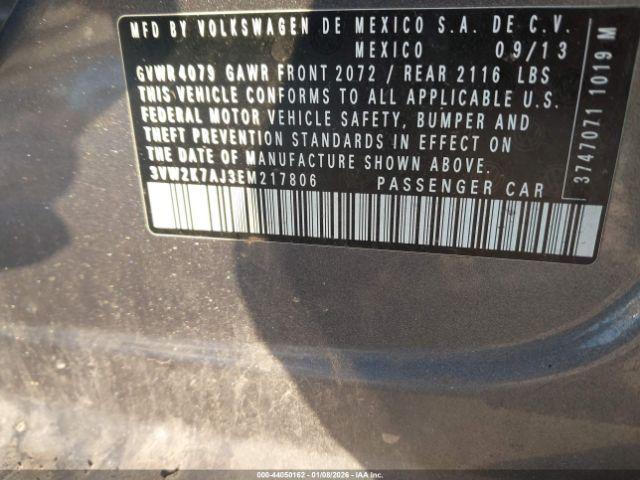 MFD BY VOLKSWAGEN DE MEXICO S.A. DE C.V.
MEXICO 09/13
GVWR 4079 GAWR FRONT 2072 / REAR 2116 LBS
THIS VEHICLE CONFORMS TO ALL APPLICABLE U.S.
FEDERAL MOTOR VEHICLE SAFETY, BUMPER AND
THEFT PREVENTION STANDARDS IN EFFECT ON
THE DATE OF MANUFACTURE SHOWN ABOVE.
3VW2K7AJ3EM217806 PASSENGER CAR
3747071 1019 M
000-44050162 - 01/08/2026 - IAA Holdings, LLC